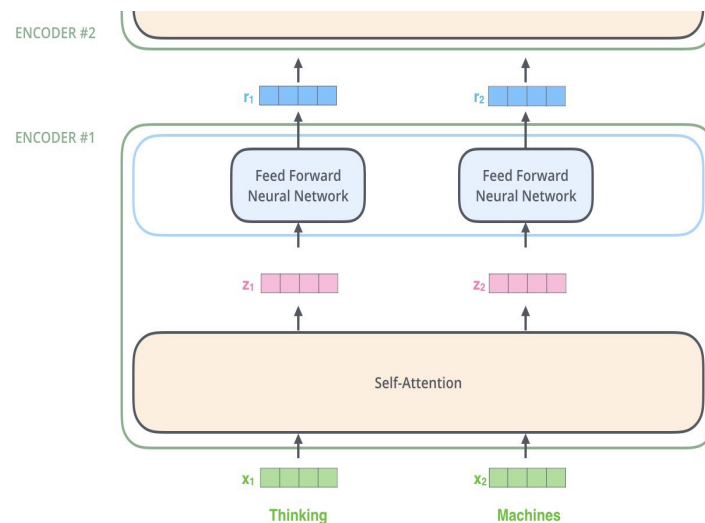 ENCODER #2
r₁
r₂
ENCODER #1
Feed Forward
Neural Network
Feed Forward
Neural Network
z₁
z₂
Self-Attention
x₁
x₂
Thinking
Machines